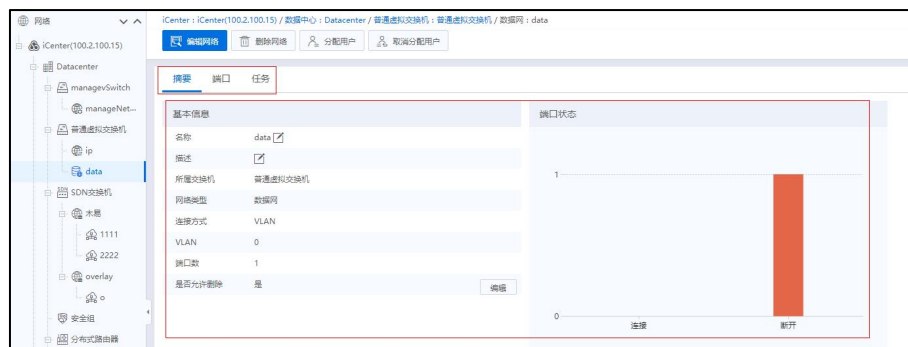 网络
iCenter(100.2.100.15)
Datacenter
managevSwitch
manageNet...
普通虚拟交换机
ip
data
SDN交换机
木易
1111
2222
overlay
o
安全组
分布式路由器
iCenter : iCenter(100.2.100.15) / 数据中心 : Datacenter / 普通虚拟交换机 : 普通虚拟交换机 / 数据网 : data
编辑网络 删除网络 分配用户 取消分配用户
摘要 端口 任务
基本信息
名称 data
描述
所属交换机 普通虚拟交换机
网络类型 数据网
连接方式 VLAN
VLAN 0
端口数 1
是否允许删除 是 编辑
端口状态
1
0
连接 断开